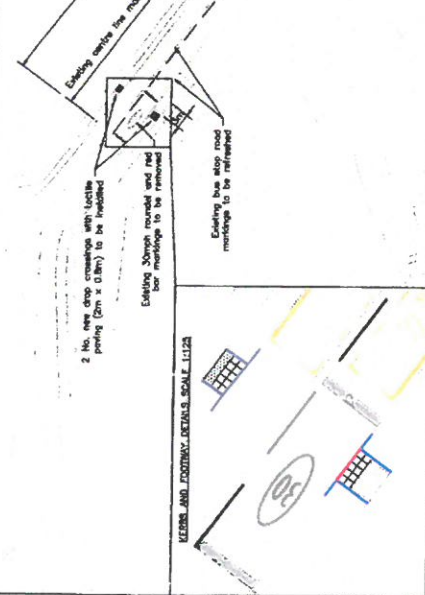 Existing centre line
2 No. new drop crossings with tactile
paving (2m x 0.8m) to be installed
Existing 30mph roundel and red
bar markings to be removed
Existing bus stop road
markings to be refreshed
KERBS AND FOOTWAY DETAILS SCALE 1:125
30